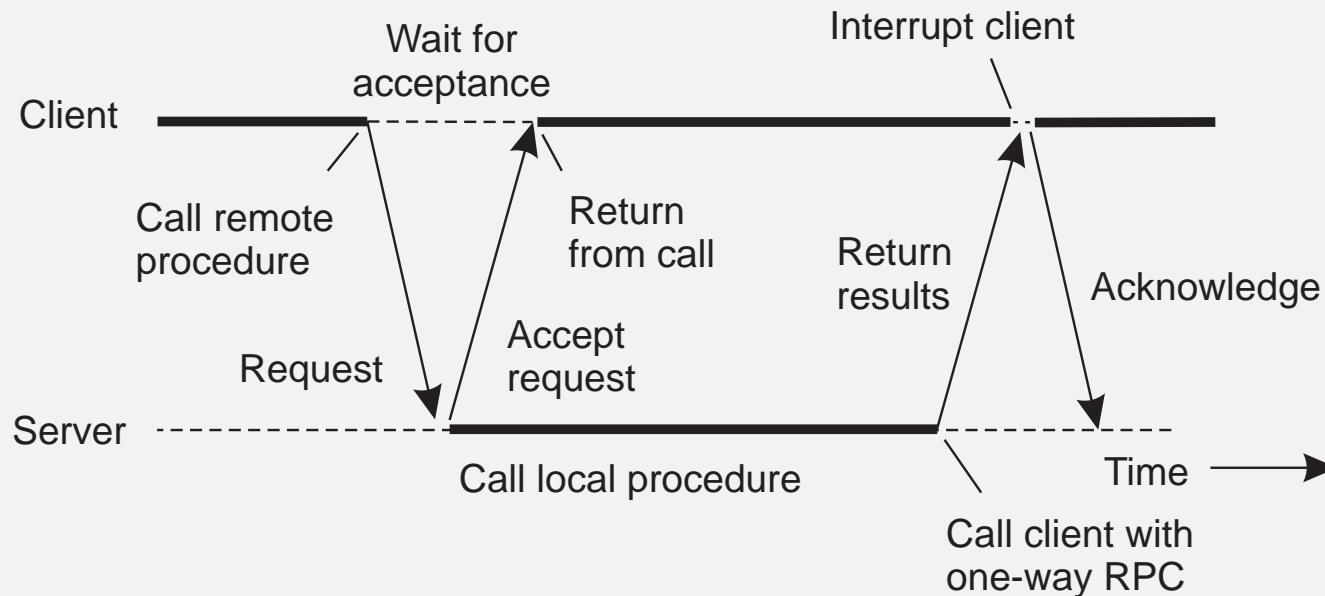 Interrupt client
Wait for
acceptance
Client
Call remote
procedure
Return
from call
Return
results
Acknowledge
Accept
request
Request
Server
Call local procedure
Time
Call client with
one-way RPC